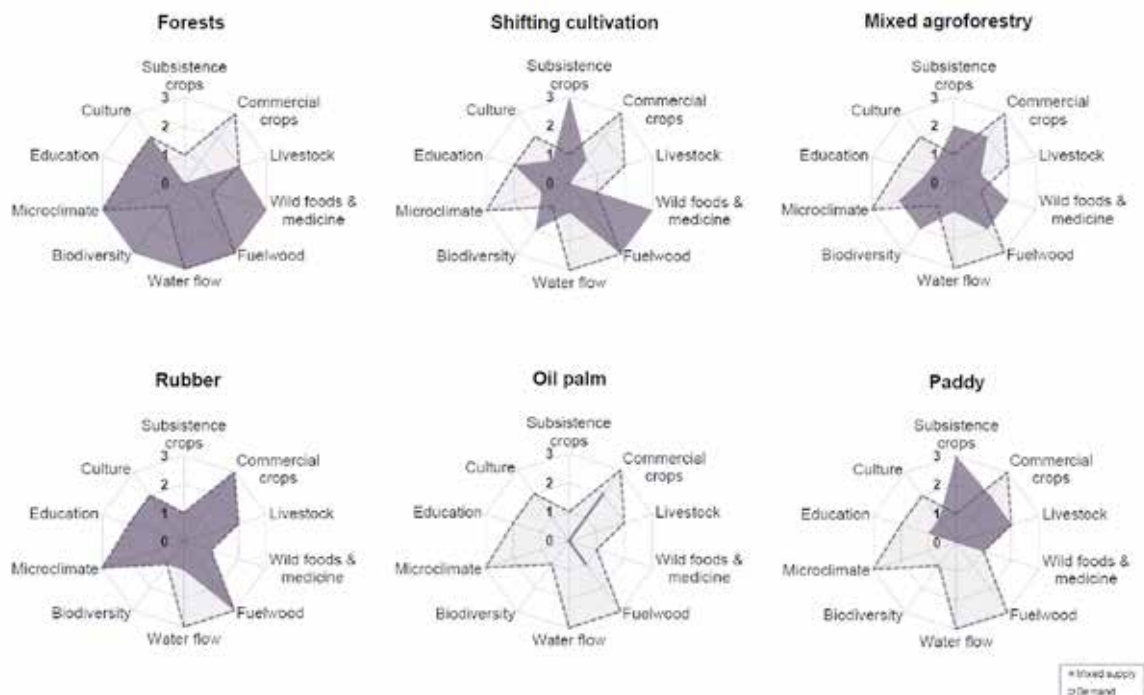 Forests
Subsistence
crops
Commercial
crops
Livestock
Wild foods &
medicine
Fuelwood
Water flow
Biodiversity
Microclimate
Education
Culture
3
2
1
0
Shifting cultivation
Subsistence
crops
Commercial
crops
Livestock
Wild foods &
medicine
Fuelwood
Water flow
Biodiversity
Microclimate
Education
Culture
3
2
1
0
Mixed agroforestry
Subsistence
crops
Commercial
crops
Livestock
Wild foods &
medicine
Fuelwood
Water flow
Biodiversity
Microclimate
Education
Culture
3
2
1
0
Rubber
Subsistence
crops
Commercial
crops
Livestock
Wild foods &
medicine
Fuelwood
Water flow
Biodiversity
Microclimate
Education
Culture
3
2
1
0
Oil palm
Subsistence
crops
Commercial
crops
Livestock
Wild foods &
medicine
Fuelwood
Water flow
Biodiversity
Microclimate
Education
Culture
3
2
1
0
Paddy
Subsistence
crops
Commercial
crops
Livestock
Wild foods &
medicine
Fuelwood
Water flow
Biodiversity
Microclimate
Education
Culture
3
2
1
0
Mixed supply
Demand